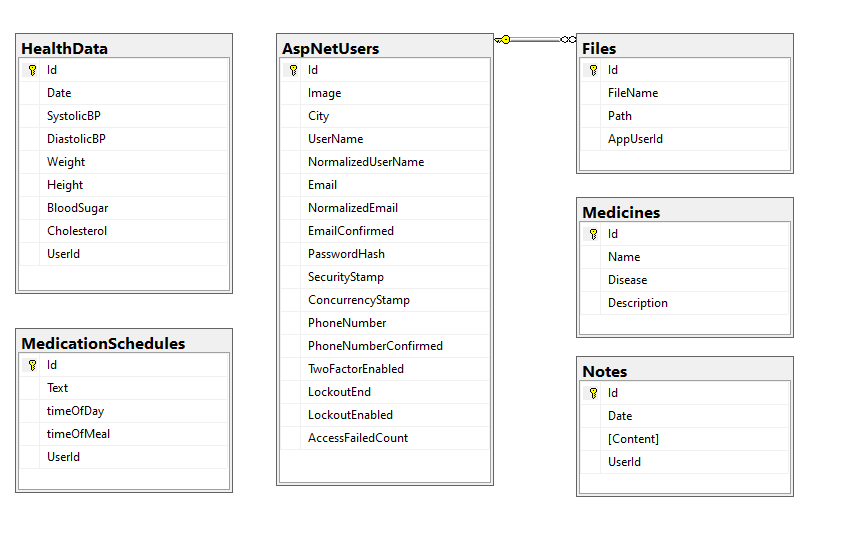 HealthData
Id
Date
SystolicBP
DiastolicBP
Weight
Height
BloodSugar
Cholesterol
UserId
MedicationSchedules
Id
Text
timeOfDay
timeOfMeal
UserId
AspNetUsers
Id
Image
City
UserName
NormalizedUserName
Email
NormalizedEmail
EmailConfirmed
PasswordHash
SecurityStamp
ConcurrencyStamp
PhoneNumber
PhoneNumberConfirmed
TwoFactorEnabled
LockoutEnd
LockoutEnabled
AccessFailedCount
Files
Id
FileName
Path
AppUserId
Medicines
Id
Name
Disease
Description
Notes
Id
Date
[Content]
UserId